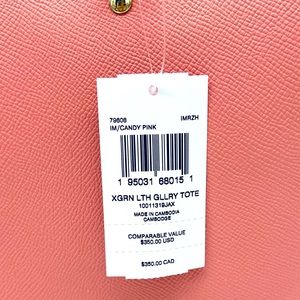 79608 IMRZH
IM/CANDY PINK
1 95031 68015 1
XGRN LTH GLLRY TOTE
10011319JAX
MADE IN CAMBODIA
CAMBODGE
COMPARABLE VALUE
$350.00 USD
$350.00 CAD